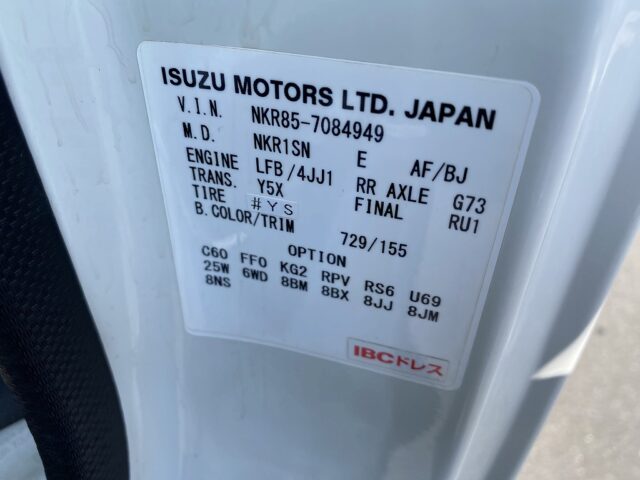 ISUZU MOTORS LTD. JAPAN
V.I.N. NKR85-7084949
M.D. NKR1SN E AF/BJ
ENGINE LFB/4JJ1 RR AXLE G73
TRANS. Y5X FINAL RU1
TIRE #YS
B.COLOR/TRIM 729/155
OPTION
C60 FF0 KG2 RPV RS6 U69
25W 6WD 8BM 8BX 8JJ 8JM
8NS
IBCドレス